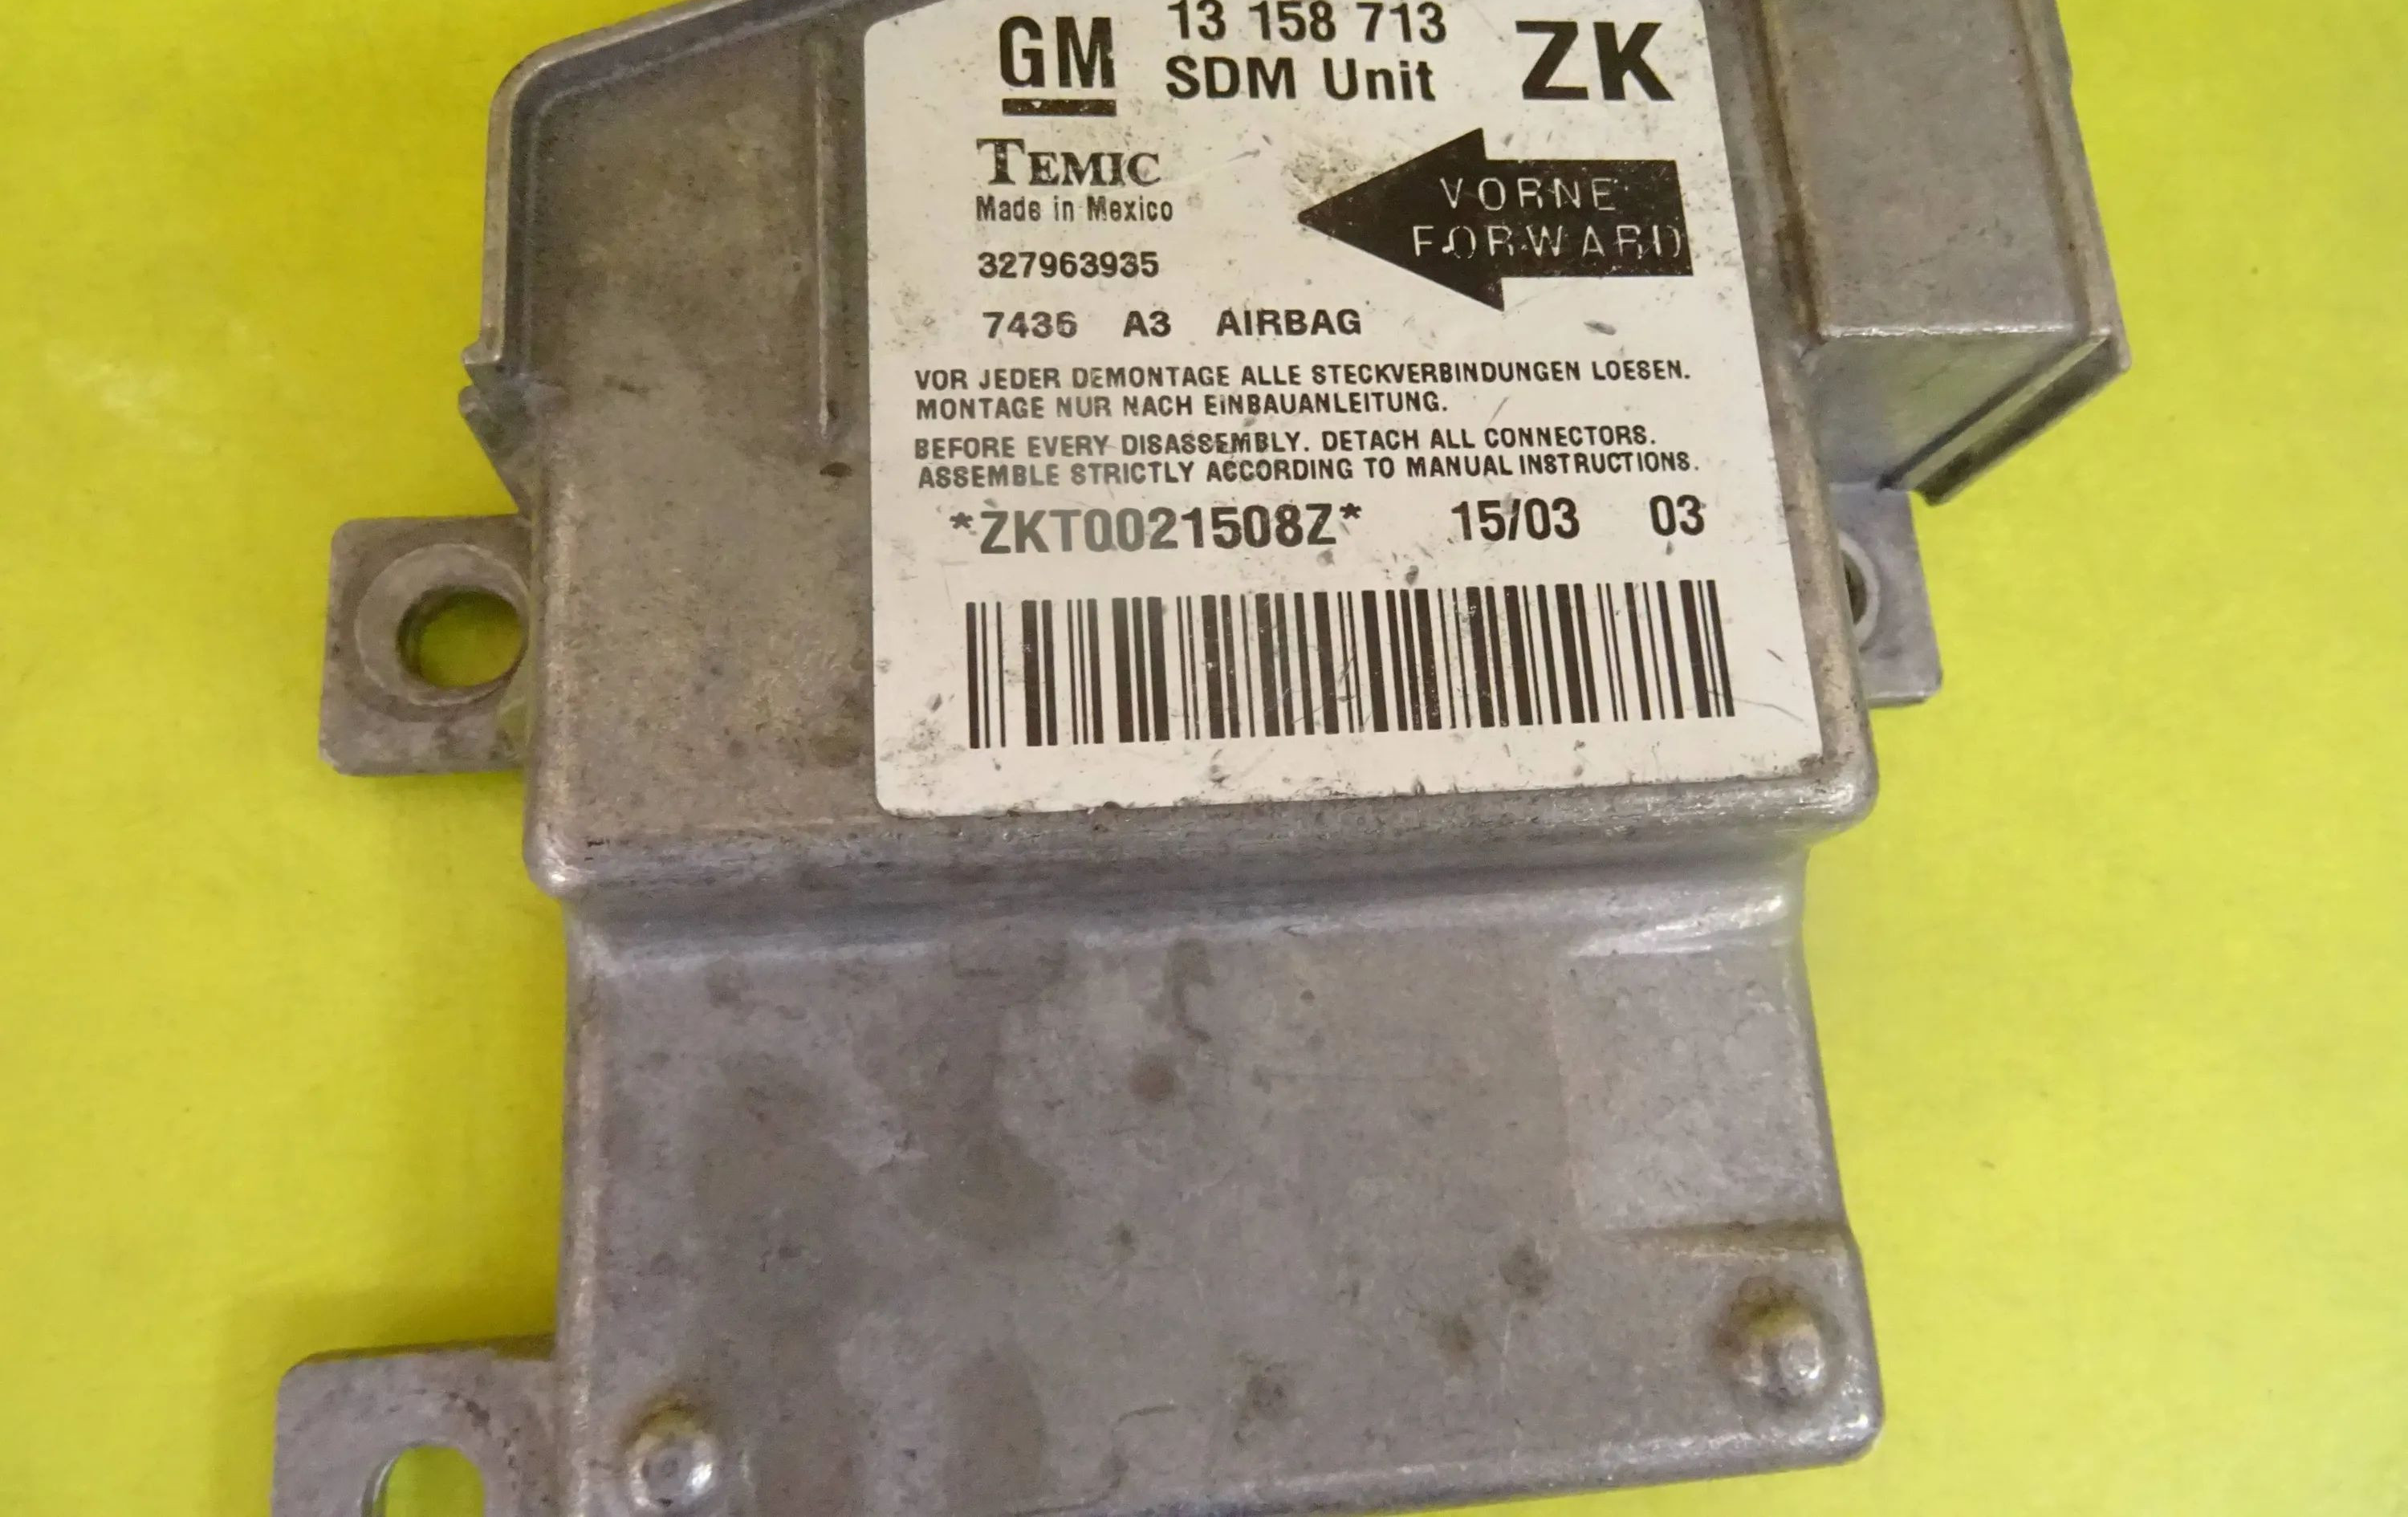 GM 13 158 713 ZK
SDM Unit
TEMIC
Made in Mexico
VORNE
FORWARD
327963935
7436 A3 AIRBAG
VOR JEDER DEMONTAGE ALLE STECKVERBINDUNGEN LOESEN.
MONTAGE NUR NACH EINBAUANLEITUNG.
BEFORE EVERY DISASSEMBLY. DETACH ALL CONNECTORS.
ASSEMBLE STRICTLY ACCORDING TO MANUAL INSTRUCTIONS.
*ZKT0021508Z* 15/03 03